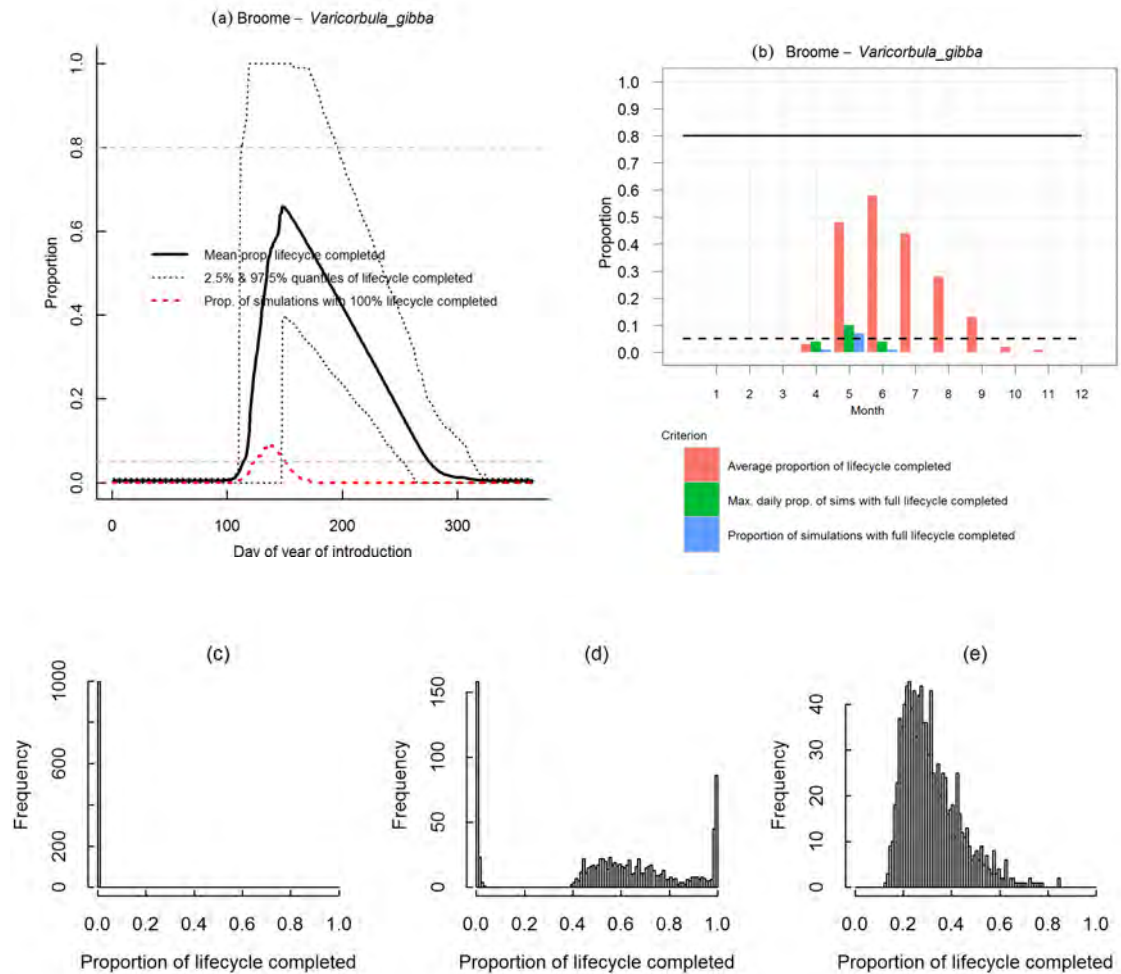 (a) Broome – Varicorbula_gibba
Proportion
1.0
0.8
0.6
0.4
0.2
0.0
Mean prop. lifecycle completed
2.5% & 97.5% quantiles of lifecycle completed
Prop. of simulations with 100% lifecycle completed
0 100 200 300
Day of year of introduction
(b) Broome – Varicorbula_gibba
Proportion
1.0
0.9
0.8
0.7
0.6
0.5
0.4
0.3
0.2
0.1
0.0
1 2 3 4 5 6 7 8 9 10 11 12
Month
Criterion
Average proportion of lifecycle completed
Max. daily prop. of sims with full lifecycle completed
Proportion of simulations with full lifecycle completed
(c)
Frequency
1000
600
200
0
0.0 0.2 0.4 0.6 0.8 1.0
Proportion of lifecycle completed
(d)
Frequency
150
100
50
0
0.0 0.2 0.4 0.6 0.8 1.0
Proportion of lifecycle completed
(e)
Frequency
40
30
20
10
0
0.0 0.2 0.4 0.6 0.8 1.0
Proportion of lifecycle completed